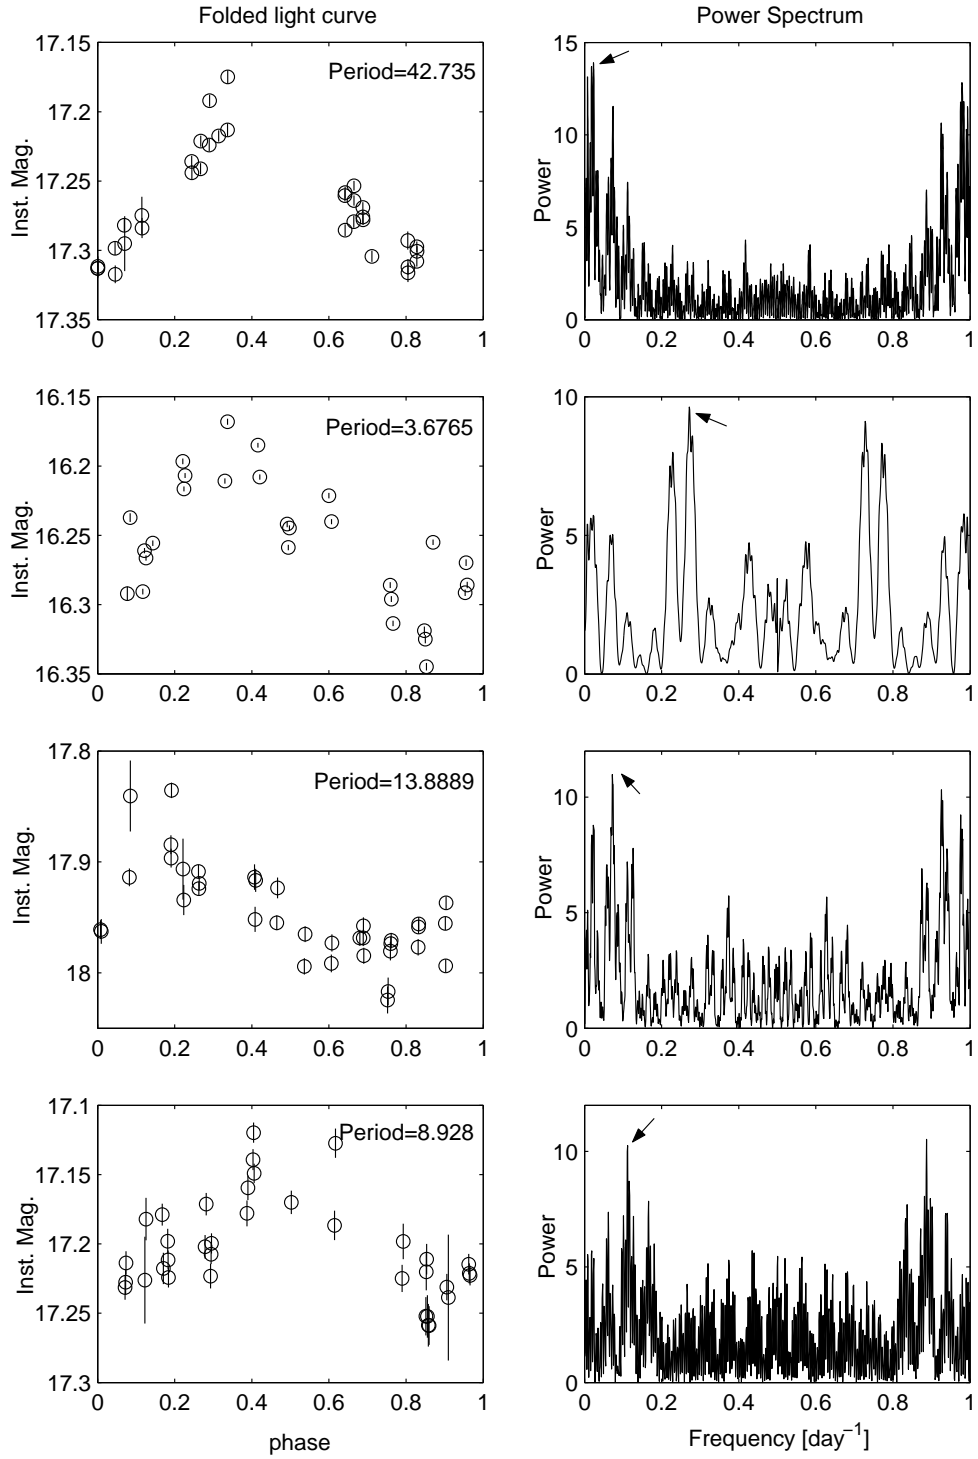 Folded light curve Power Spectrum
17.15
17.2
17.25
17.3
17.35
0 0.2 0.4 0.6 0.8 1
Inst. Mag.
Period=42.735
15
10
5
0
0 0.2 0.4 0.6 0.8 1
Power
16.15
16.2
16.25
16.3
16.35
0 0.2 0.4 0.6 0.8 1
Inst. Mag.
Period=3.6765
10
5
0
0 0.2 0.4 0.6 0.8 1
Power
17.8
17.9
18
0 0.2 0.4 0.6 0.8 1
Inst. Mag.
Period=13.8889
10
5
0
0 0.2 0.4 0.6 0.8 1
Power
17.1
17.15
17.2
17.25
17.3
0 0.2 0.4 0.6 0.8 1
Inst. Mag.
Period=8.928
phase
10
5
0
0 0.2 0.4 0.6 0.8 1
Power
Frequency [day⁻¹]